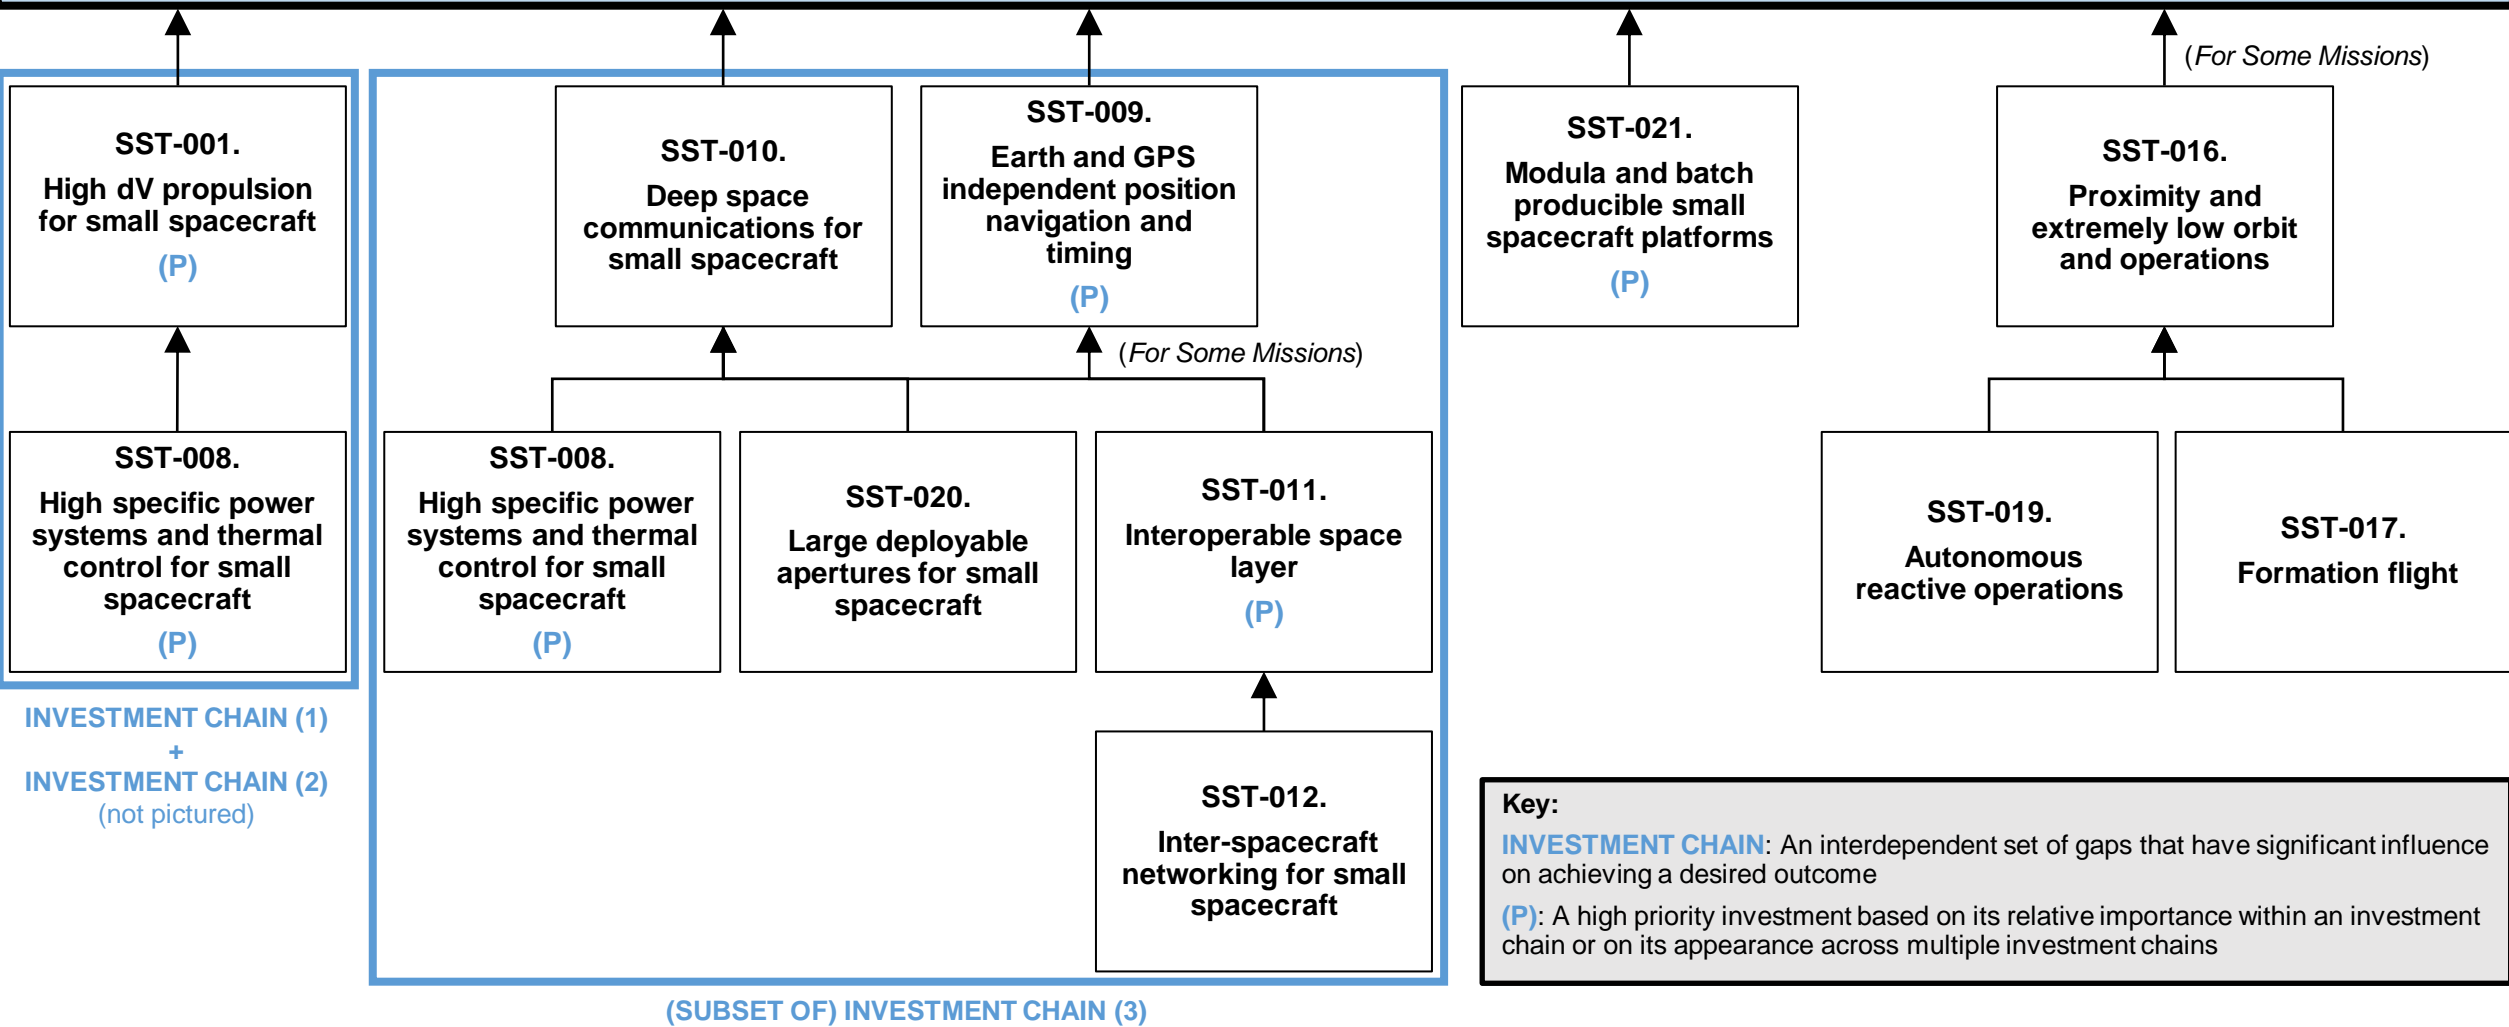 (For Some Missions)
SST-001.
High dV propulsion
for small spacecraft
(P)
SST-010.
Deep space
communications for
small spacecraft
SST-009.
Earth and GPS
independent position
navigation and
timing
(P)
SST-021.
Modula and batch
producible small
spacecraft platforms
(P)
SST-016.
Proximity and
extremely low orbit
and operations
(For Some Missions)
SST-008.
High specific power
systems and thermal
control for small
spacecraft
(P)
SST-008.
High specific power
systems and thermal
control for small
spacecraft
(P)
SST-020.
Large deployable
apertures for small
spacecraft
SST-011.
Interoperable space
layer
(P)
SST-019.
Autonomous
reactive operations
SST-017.
Formation flight
INVESTMENT CHAIN (1)
+
INVESTMENT CHAIN (2)
(not pictured)
SST-012.
Inter-spacecraft
networking for small
spacecraft
Key:
INVESTMENT CHAIN: An interdependent set of gaps that have significant influence
on achieving a desired outcome
(P): A high priority investment based on its relative importance within an investment
chain or on its appearance across multiple investment chains
(SUBSET OF) INVESTMENT CHAIN (3)